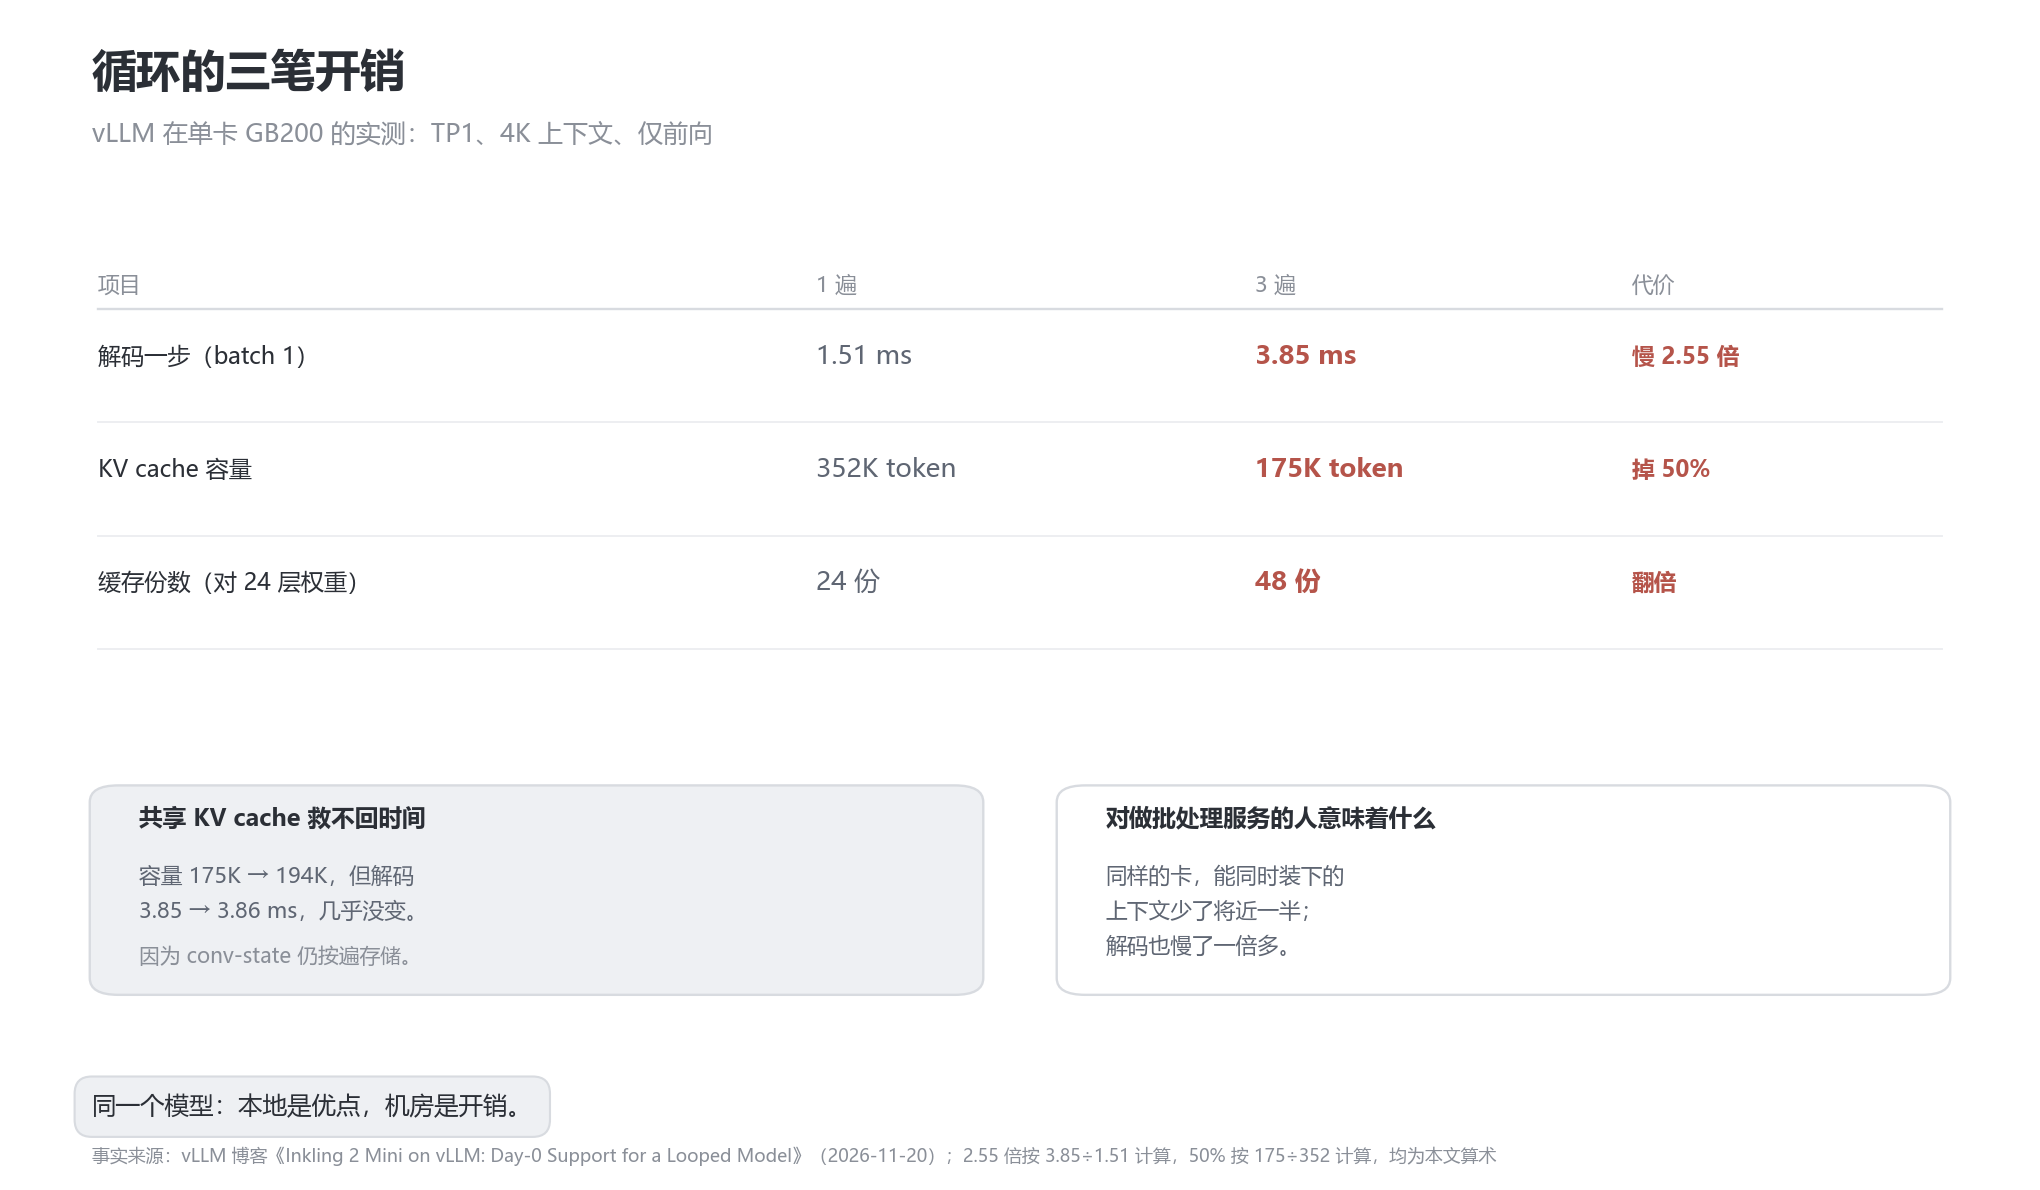 循环的三笔开销
vLLM 在单卡 GB200 的实测：TP1、4K 上下文、仅前向
项目 1 遍 3 遍 代价
解码一步（batch 1） 1.51 ms 3.85 ms 慢 2.55 倍
KV cache 容量 352K token 175K token 掉 50%
缓存份数（对 24 层权重） 24 份 48 份 翻倍
共享 KV cache 救不回时间
容量 175K → 194K，但解码
3.85 → 3.86 ms，几乎没变。
因为 conv-state 仍按遍存储。
对做批处理服务的人意味着什么
同样的卡，能同时装下的
上下文少了将近一半；
解码也慢了一倍多。
同一个模型：本地是优点，机房是开销。
事实来源：vLLM 博客《Inkling 2 Mini on vLLM: Day-0 Support for a Looped Model》（2026-11-20）；2.55 倍按 3.85÷1.51 计算，50% 按 175÷352 计算，均为本文算术